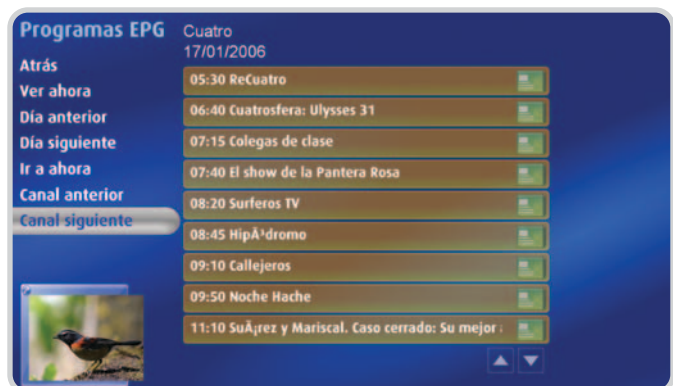 Programas EPG
Atrás
Ver ahora
Día anterior
Día siguiente
Ir a ahora
Canal anterior
Canal siguiente
Cuatro
17/01/2006
05:30 ReCuatro
06:40 Cuatrosfera: Ulysses 31
07:15 Colegas de clase
07:40 El show de la Pantera Rosa
08:20 Surferos TV
08:45 HipÃ³dromo
09:10 Callejeros
09:50 Noche Hache
11:10 SuÃ¡rez y Mariscal. Caso cerrado: Su mejor